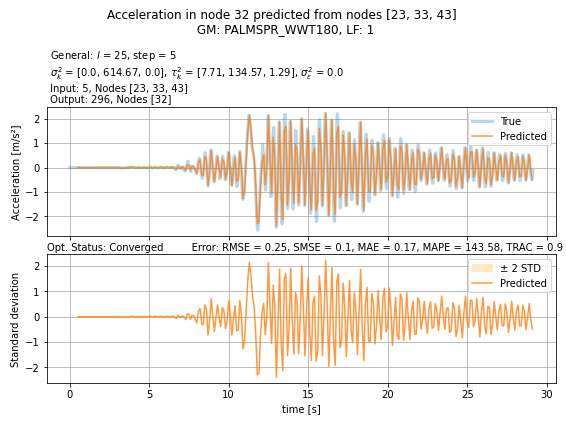 Acceleration in node 32 predicted from nodes [23, 33, 43]
GM: PALMSPR_WWT180, LF: 1
General: l = 25, step = 5
σ²ₖ = [0.0, 614.67, 0.0], τ²ₖ = [7.71, 134.57, 1.29], σ²ε = 0.0
Input: 5, Nodes [23, 33, 43]
Output: 296, Nodes [32]
Acceleration [m/s²]
2
1
0
−1
−2
True
Predicted
Opt. Status: Converged Error: RMSE = 0.25, SMSE = 0.1, MAE = 0.17, MAPE = 143.58, TRAC = 0.9
Standard deviation
2
1
0
−1
−2
± 2 STD
Predicted
0 5 10 15 20 25 30
time [s]